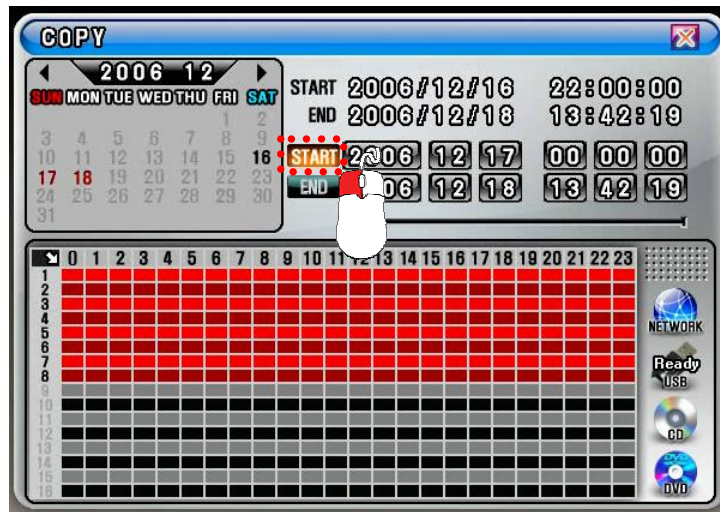 COPY
2006 12
SUN MON TUE WED THU FRI SAT
1 2
3 4 5 6 7 8 9
10 11 12 13 14 15 16
17 18 19 20 21 22 23
24 25 26 27 28 29 30
31
START 2006/12/16 22:00:00
END 2006/12/18 13:42:19
START 2006 12 17 00 00 00
END 06 12 18 13 42 19
0 1 2 3 4 5 6 7 8 9 10 11 12 13 14 15 16 17 18 19 20 21 22 23
1
2
3
4
5
6
7
8
9
10
11
12
13
14
15
16
NETWORK
Ready
USB
CD
DVD
DVD